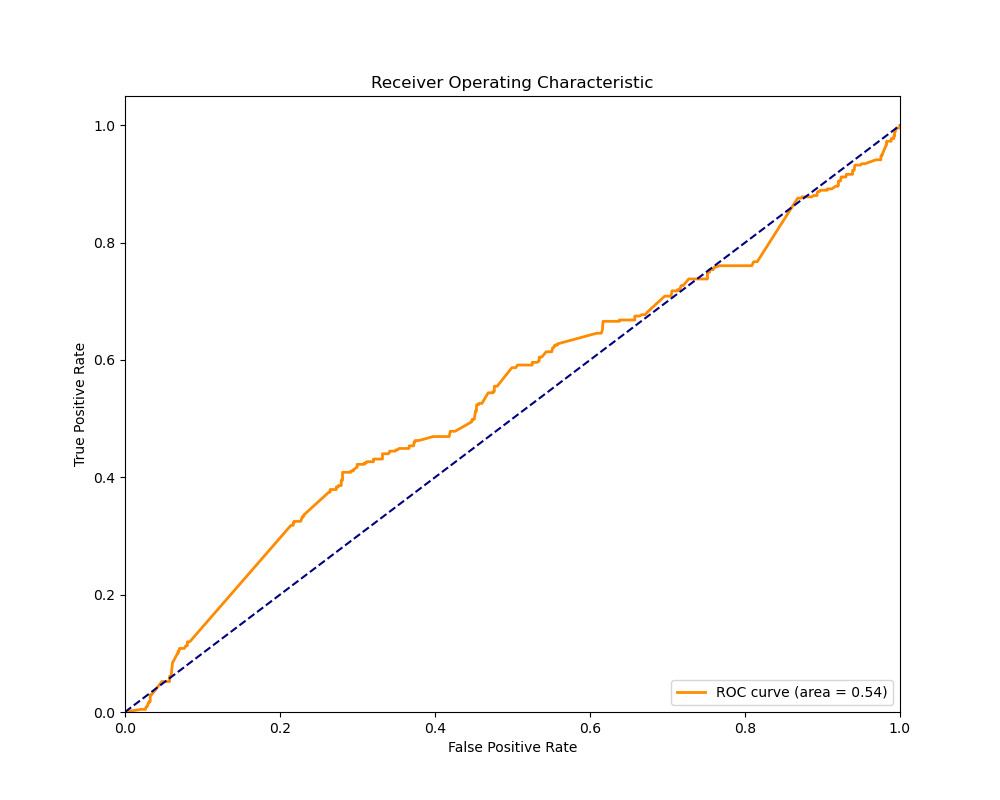 Receiver Operating Characteristic
True Positive Rate
1.0
0.8
0.6
0.4
0.2
0.0
ROC curve (area = 0.54)
0.0 0.2 0.4 0.6 0.8 1.0
False Positive Rate